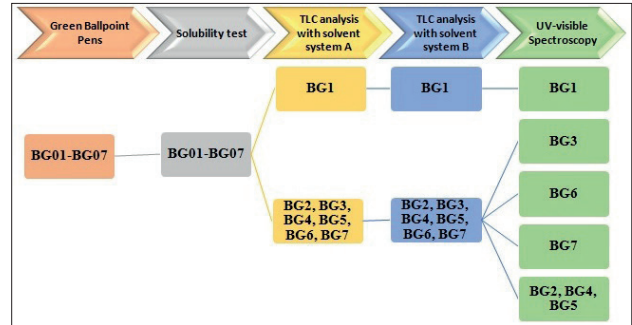 Green Ballpoint
Pens
Solubility test
TLC analysis
with solvent
system A
TLC analysis
with solvent
system B
UV-visible
Spectroscopy
BG01-BG07
BG01-BG07
BG1
BG1
BG1
BG2, BG3,
BG4, BG5,
BG6, BG7
BG2, BG3,
BG4, BG5,
BG6, BG7
BG3
BG6
BG7
BG2, BG4,
BG5